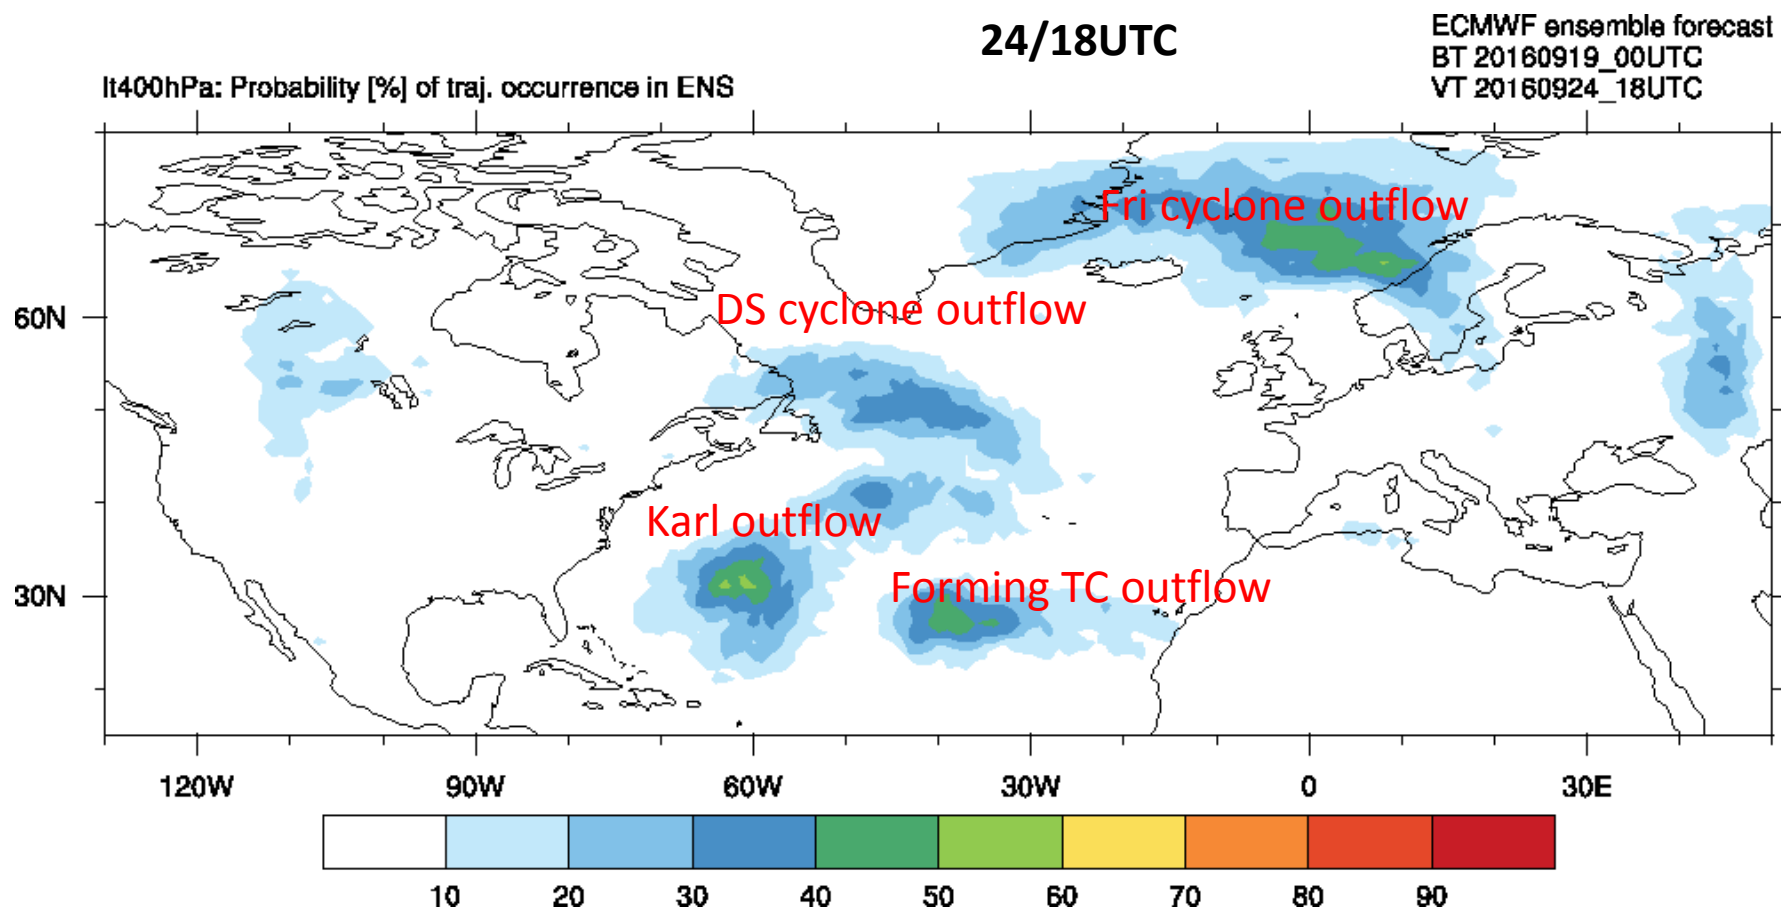 24/18UTC
ECMWF ensemble forecast
BT 20160919_00UTC
VT 20160924_18UTC
lt400hPa: Probability [%] of traj. occurrence in ENS
Fri cyclone outflow
DS cyclone outflow
60N
Karl outflow
Forming TC outflow
30N
120W 90W 60W 30W 0 30E
10 20 30 40 50 60 70 80 90